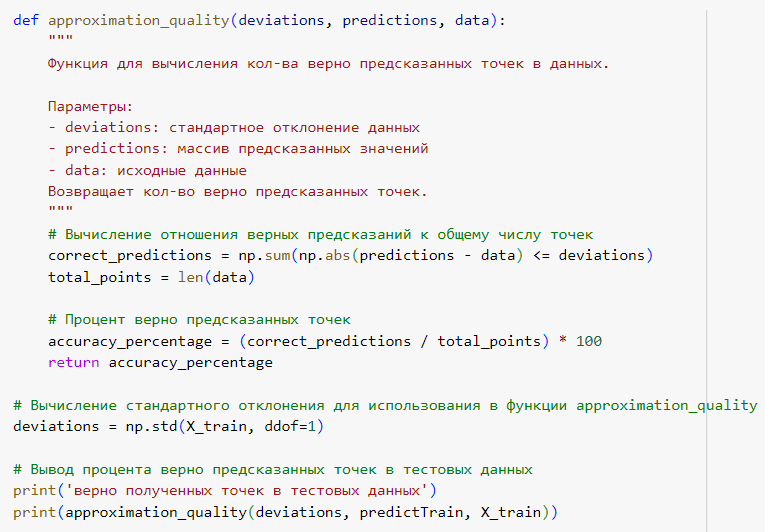 def approximation_quality(deviations, predictions, data):
    """
    Функция для вычисления кол-ва верно предсказанных точек в данных.

    Параметры:
    - deviations: стандартное отклонение данных
    - predictions: массив предсказанных значений
    - data: исходные данные
    Возвращает кол-во верно предсказанных точек.
    """
    # Вычисление отношения верных предсказаний к общему числу точек
    correct_predictions = np.sum(np.abs(predictions - data) <= deviations)
    total_points = len(data)

    # Процент верно предсказанных точек
    accuracy_percentage = (correct_predictions / total_points) * 100
    return accuracy_percentage

# Вычисление стандартного отклонения для использования в функции approximation_quality
deviations = np.std(X_train, ddof=1)

# Вывод процента верно предсказанных точек в тестовых данных
print('верно полученных точек в тестовых данных')
print(approximation_quality(deviations, predictTrain, X_train))